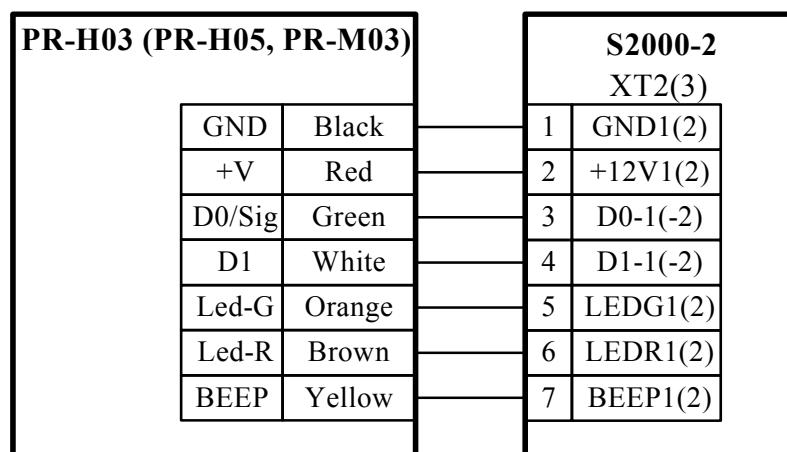 PR-H03 (PR-H05, PR-M03) S2000-2
XT2(3)
GND Black 1 GND1(2)
+V Red 2 +12V1(2)
D0/Sig Green 3 D0-1(-2)
D1 White 4 D1-1(-2)
Led-G Orange 5 LEDG1(2)
Led-R Brown 6 LEDR1(2)
BEEP Yellow 7 BEEP1(2)